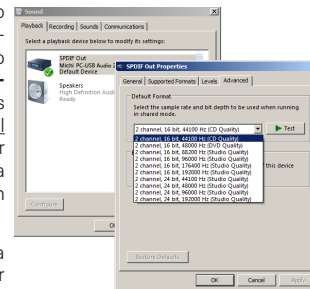 Sound
Playback Recording Sounds Communications
Select a playback device below to modify its settings:
SPDIF Out
Michi PC-USB Audio
Default Device
Speakers
High Definition Audi
Ready
Configure
SPDIF Out Properties
General Supported Formats Levels Advanced
Default Format
Select the sample rate and bit depth to be used when running
in shared mode.
2 channel, 16 bit, 44100 Hz (CD Quality)
Test
2 channel, 16 bit, 44100 Hz (CD Quality)
2 channel, 16 bit, 48000 Hz (DVD Quality)
2 channel, 16 bit, 88200 Hz (Studio Quality)
2 channel, 16 bit, 96000 Hz (Studio Quality)
2 channel, 16 bit, 176400 Hz (Studio Quality)
2 channel, 16 bit, 192000 Hz (Studio Quality)
2 channel, 24 bit, 44100 Hz (Studio Quality)
2 channel, 24 bit, 48000 Hz (Studio Quality)
2 channel, 24 bit, 96000 Hz (Studio Quality)
2 channel, 24 bit, 192000 Hz (Studio Quality)
this device
Restore Defaults
OK Cancel Apply